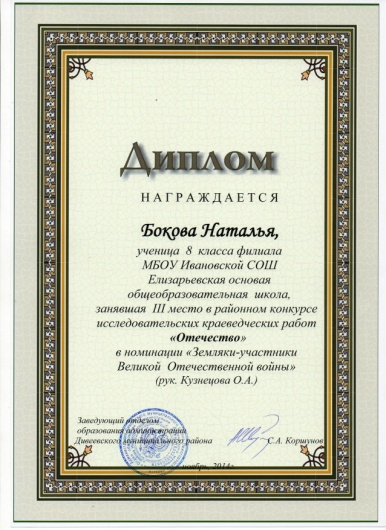 Диплом
НАГРАЖДАЕТСЯ
Бокова Наталья,
ученица 8 класса филиала
МБОУ Ивановской СОШ
Елизарьевская основая
общеобразовательная школа,
занявшая III место в районном конкурсе
исследовательских краеведческих работ
«Отечество»
в номинации «Земляки-участники
Великой Отечественной войны»
(рук. Кузнецова О.А.)
Заведующий отделом
образования администрации
Дивеевского муниципального района С.А. Коршунов
2014г